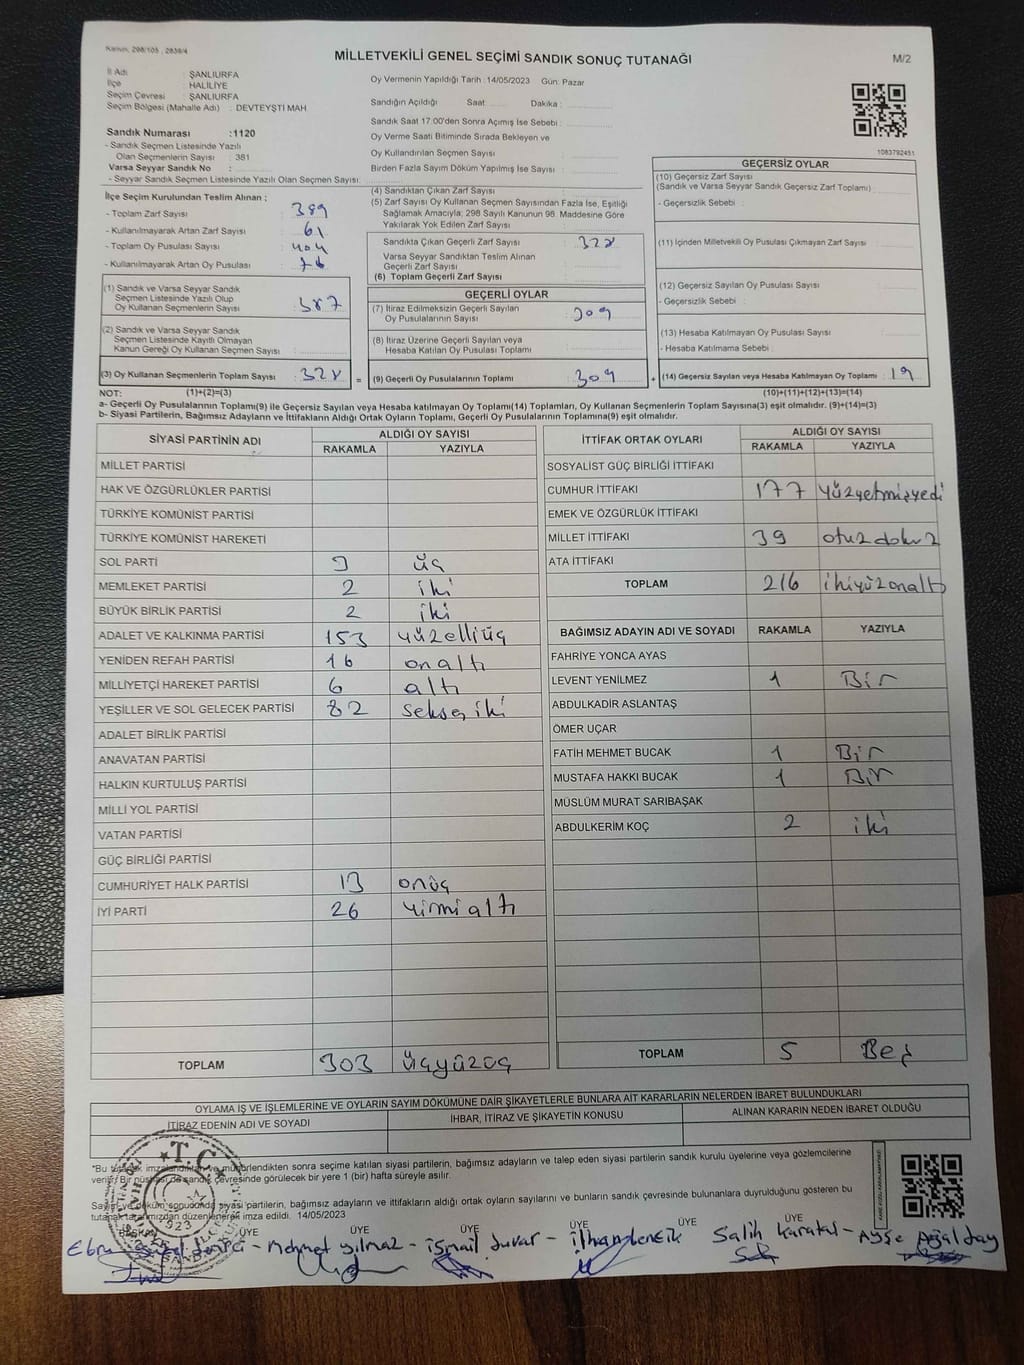 Kanun, 298/105 , 2839/4
MİLLETVEKİLİ GENEL SEÇİMİ SANDIK SONUÇ TUTANAĞI
M/2
İl Adı : ŞANLIURFA
İlçe : HALİLİYE
Seçim Çevresi : ŞANLIURFA
Seçim Bölgesi (Mahalle Adı) : DEVTEYŞTİ MAH
Sandık Numarası :1120
- Sandık Seçmen Listesinde Yazılı
Olan Seçmenlerin Sayısı : 381
Varsa Seyyar Sandık No :
- Seyyar Sandık Seçmen Listesinde Yazılı Olan Seçmen Sayısı:
Oy Vermenin Yapıldığı Tarih : 14/05/2023 Gün: Pazar
Sandığın Açıldığı Saat Dakika :
Sandık Saat 17:00'den Sonra Açımış İse Sebebi :
Oy Verme Saati Bitiminde Sırada Bekleyen ve
Oy Kullandırılan Seçmen Sayısı :
Birden Fazla Sayım Döküm Yapılmış İse Sayısı :
1083792451
İlçe Seçim Kurulundan Teslim Alınan ;
- Toplam Zarf Sayısı : 389
- Kullanılmayarak Artan Zarf Sayısı : 61
- Toplam Oy Pusulası Sayısı : 404
- Kullanılmayarak Artan Oy Pusulası : 76
(1) Sandık ve Varsa Seyyar Sandık
Seçmen Listesinde Yazılı Olup
Oy Kullanan Seçmenlerin Sayısı :
(2) Sandık ve Varsa Seyyar Sandık
Seçmen Listesinde Kayıtlı Olmayan
Kanun Gereği Oy Kullanan Seçmen Sayısı :
(3) Oy Kullanan Seçmenlerin Toplam Sayısı : 328 =
(4) Sandıktan Çıkan Zarf Sayısı :
(5) Zarf Sayısı Oy Kullanan Seçmen Sayısından Fazla İse, Eşitliği
Sağlamak Amacıyla; 298 Sayılı Kanunun 98. Maddesine Göre
Yakılarak Yok Edilen Zarf Sayısı :
Sandıkta Çıkan Geçerli Zarf Sayısı : 328
Varsa Seyyar Sandıktan Teslim Alınan
Geçerli Zarf Sayısı :
(6) Toplam Geçerli Zarf Sayısı :
GEÇERLİ OYLAR
(7) İtiraz Edilmeksizin Geçerli Sayılan
Oy Pusulalarının Sayısı : 309
(8) İtiraz Üzerine Geçerli Sayılan veya
Hesaba Katılan Oy Pusulası Toplamı :
(9) Geçerli Oy Pusulalarının Toplamı : 309 +
GEÇERSİZ OYLAR
(10) Geçersiz Zarf Sayısı
(Sandık ve Varsa Seyyar Sandık Geçersiz Zarf Toplamı) :
- Geçersizlik Sebebi :
(11) İçinden Milletvekili Oy Pusulası Çıkmayan Zarf Sayısı :
(12) Geçersiz Sayılan Oy Pusulası Sayısı :
- Geçersizlik Sebebi :
(13) Hesaba Katılmayan Oy Pusulası Sayısı :
- Hesaba Katılmama Sebebi :
(14) Geçersiz Sayılan veya Hesaba Katılmayan Oy Toplamı : 19
NOT: (1)+(2)=(3) (10)+(11)+(12)+(13)=(14)
a- Geçerli Oy Pusulalarının Toplamı(9) ile Geçersiz Sayılan veya Hesaba katılmayan Oy Toplamı(14) Toplamları, Oy Kullanan Seçmenlerin Toplam Sayısına(3) eşit olmalıdır. (9)+(14)=(3)
b- Siyasi Partilerin, Bağımsız Adayların ve İttifakların Aldığı Ortak Oyların Toplamı, Geçerli Oy Pusulalarının Toplamına(9) eşit olmalıdır.
SİYASİ PARTİNİN ADI ALDIĞI OY SAYISI
RAKAMLA YAZIYLA
MİLLET PARTİSİ
HAK VE ÖZGÜRLÜKLER PARTİSİ
TÜRKİYE KOMÜNİST PARTİSİ
TÜRKİYE KOMÜNİST HAREKETİ
SOL PARTİ 3 üç
MEMLEKET PARTİSİ 2 iki
BÜYÜK BİRLİK PARTİSİ 2 iki
ADALET VE KALKINMA PARTİSİ 153 yüzelliüç
YENİDEN REFAH PARTİSİ 16 onaltı
MİLLİYETÇİ HAREKET PARTİSİ 6 altı
YEŞİLLER VE SOL GELECEK PARTİSİ 82 seksen iki
ADALET BİRLİK PARTİSİ
ANAVATAN PARTİSİ
HALKIN KURTULUŞ PARTİSİ
MİLLİ YOL PARTİSİ
VATAN PARTİSİ
GÜÇ BİRLİĞİ PARTİSİ
CUMHURİYET HALK PARTİSİ 13 onüç
İYİ PARTİ 26 yirmi altı
TOPLAM 303 üçyüzüç
İTTİFAK ORTAK OYLARI ALDIĞI OY SAYISI
RAKAMLA YAZIYLA
SOSYALİST GÜÇ BİRLİĞİ İTTİFAKI
CUMHUR İTTİFAKI 177 yüzyetmişyedi
EMEK VE ÖZGÜRLÜK İTTİFAKI
MİLLET İTTİFAKI 39 otuzdokuz
ATA İTTİFAKI
TOPLAM 216 ikiyüzonaltı
BAĞIMSIZ ADAYIN ADI VE SOYADI RAKAMLA YAZIYLA
FAHRİYE YONCA AYAS
LEVENT YENİLMEZ 1 Bir
ABDULKADİR ASLANTAŞ
ÖMER UÇAR
FATİH MEHMET BUCAK 1 Bir
MUSTAFA HAKKI BUCAK 1 Bir
MÜSLÜM MURAT SARIBAŞAK
ABDULKERİM KOÇ 2 iki
TOPLAM 5 Beş
OYLAMA İŞ VE İŞLEMLERİNE VE OYLARIN SAYIM DÖKÜMÜNE DAİR ŞİKAYETLERLE BUNLARA AİT KARARLARIN NELERDEN İBARET BULUNDUKLARI
İTİRAZ EDENİN ADI VE SOYADI İHBAR, İTİRAZ VE ŞİKAYETİN KONUSU ALINAN KARARIN NEDEN İBARET OLDUĞU
*Bu tutanak imzalandıktan ve mühürlendikten sonra seçime katılan siyasi partilerin, bağımsız adayların ve talep eden siyasi partilerin sandık kurulu üyelerine veya gözlemcilerine
verilir. Bir nüshası da sandık çevresinde görülecek bir yere 1 (bir) hafta süreyle asılır.
Sayım ve döküm sonucunda siyasi partilerin, bağımsız adayların ve ittifakların aldığı ortak oyların sayılarını ve bunların sandık çevresinde bulunanlara duyrulduğunu gösteren bu
tutanak tarafımızdan düzenlenerek imza edildi. 14/05/2023
T.C.
923
BAŞKAN ÜYE ÜYE ÜYE ÜYE ÜYE
Ebru - Mehmet Yılmaz - ismail Duvar - - Salih Karatal - Ayşe